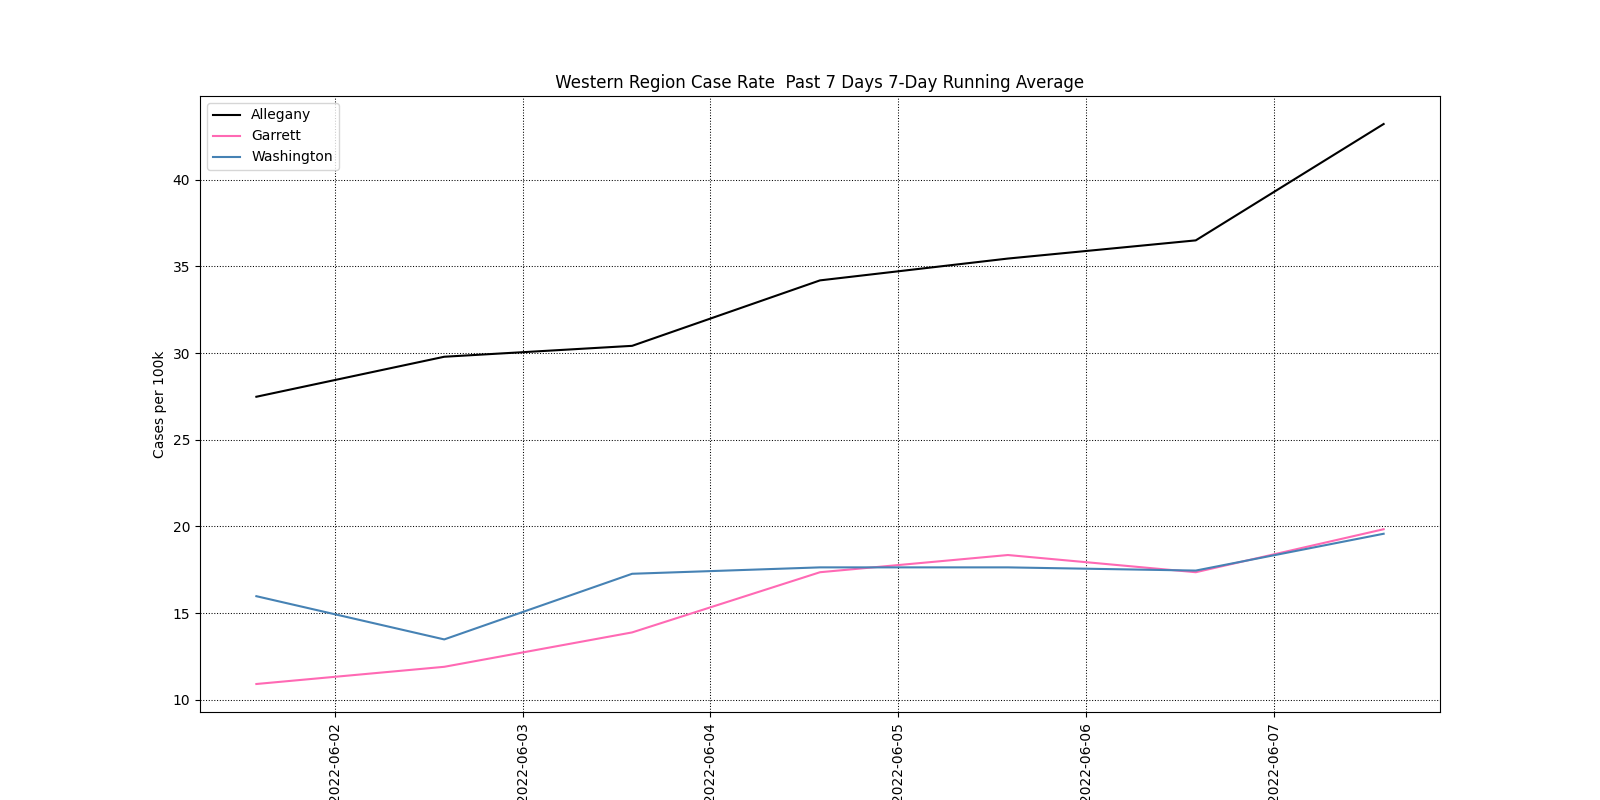 Western Region Case Rate  Past 7 Days 7-Day Running Average
Allegany
Garrett
Washington
40
35
30
25
20
15
10
Cases per 100k
2022-06-02
2022-06-03
2022-06-04
2022-06-05
2022-06-06
2022-06-07